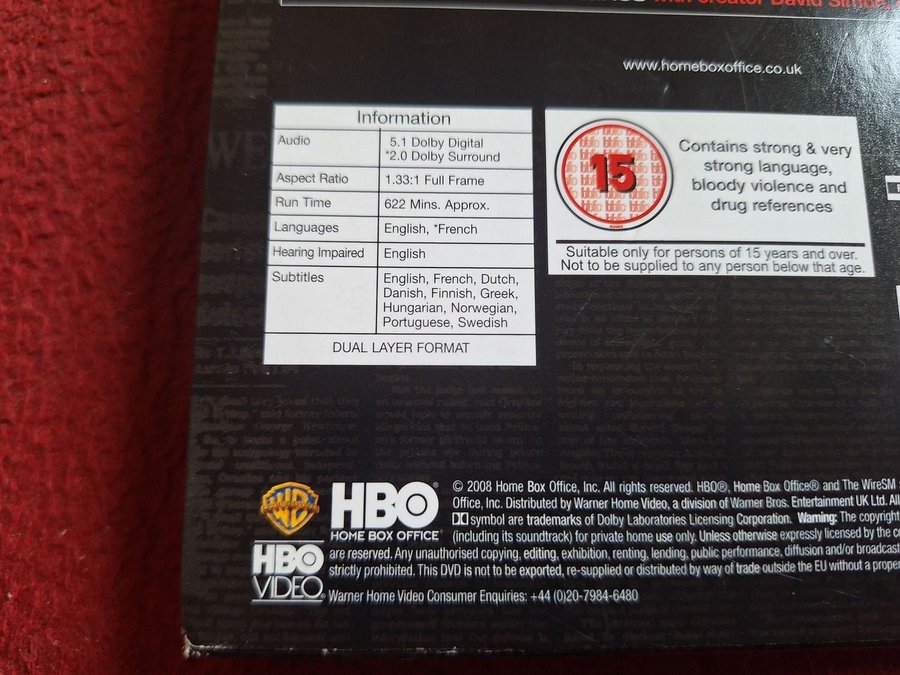 with creator David Simon,
www.homeboxoffice.co.uk
Information
Audio
5.1 Dolby Digital
*2.0 Dolby Surround
Aspect Ratio
1.33:1 Full Frame
Run Time
622 Mins. Approx.
Languages
English, *French
Hearing Impaired
English
Subtitles
English, French, Dutch,
Danish, Finnish, Greek,
Hungarian, Norwegian,
Portuguese, Swedish
DUAL LAYER FORMAT
15
Contains strong & very
strong language,
bloody violence and
drug references
Suitable only for persons of 15 years and over.
Not to be supplied to any person below that age.
WB
HBO®
HOME BOX OFFICE®
HBO
VIDEO®
© 2008 Home Box Office, Inc. All rights reserved. HBO®, Home Box Office® and The WireSM
Office, Inc. Distributed by Warner Home Video, a division of Warner Bros. Entertainment UK Ltd. All
symbol are trademarks of Dolby Laboratories Licensing Corporation. Warning: The copyright
(including its soundtrack) for private home use only. Unless otherwise expressly licensed by the
are reserved. Any unauthorised copying, editing, exhibition, renting, lending, public performance, diffusion and/or broadcast
strictly prohibited. This DVD is not to be exported, re-supplied or distributed by way of trade outside the EU without a
Warner Home Video Consumer Enquiries: +44 (0)20-7984-6480